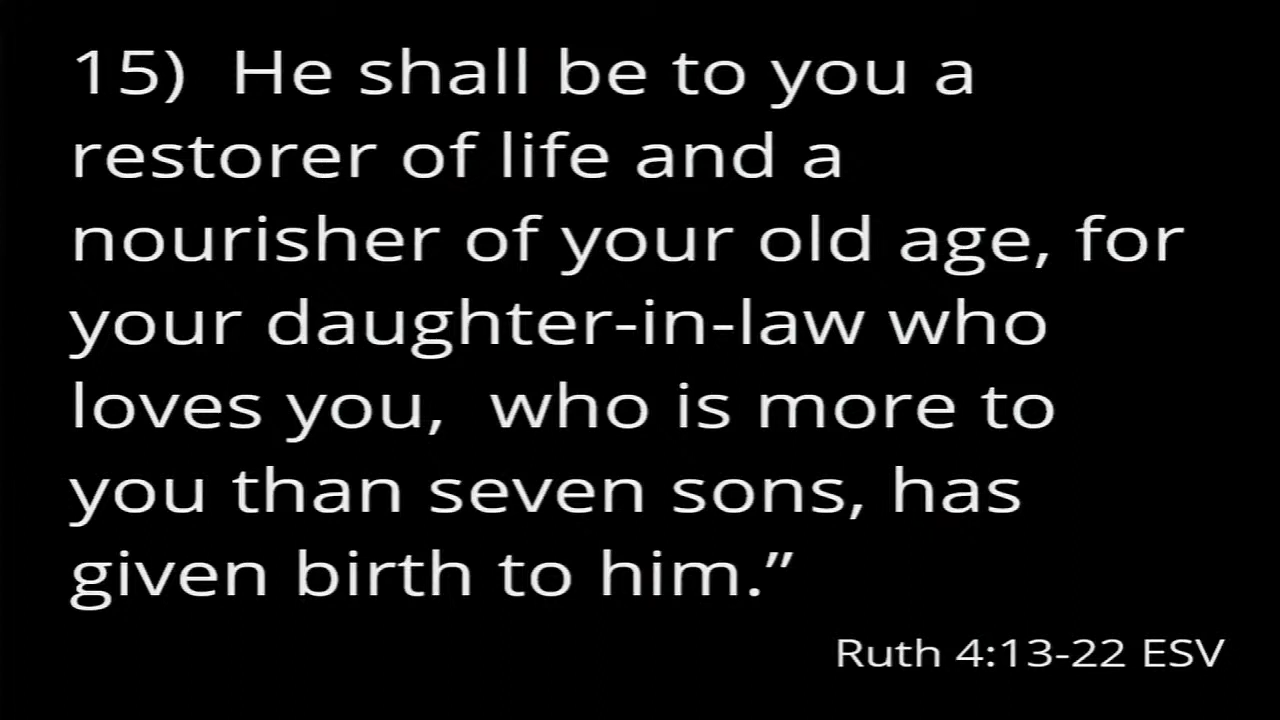 15)  He shall be to you a
restorer of life and a
nourisher of your old age, for
your daughter-in-law who
loves you,  who is more to
you than seven sons, has
given birth to him.”
Ruth 4:13-22 ESV